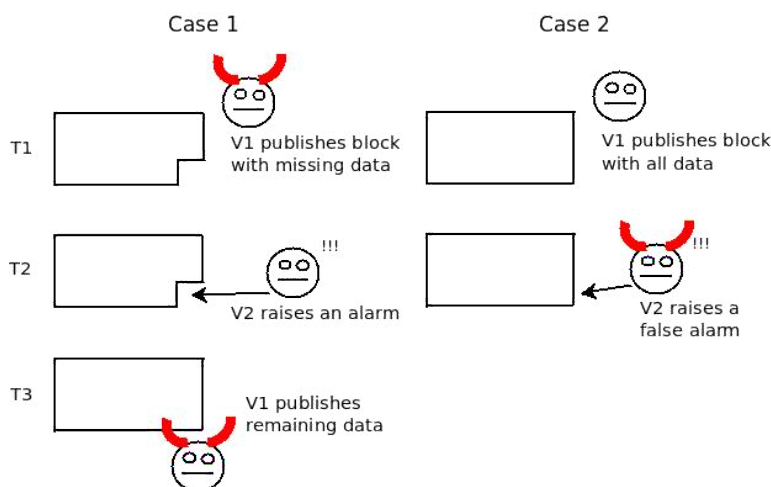 Case 1
Case 2
T1
V1 publishes block
with missing data
V1 publishes block
with all data
T2
!!!
V2 raises an alarm
!!!
V2 raises a
false alarm
T3
V1 publishes
remaining data